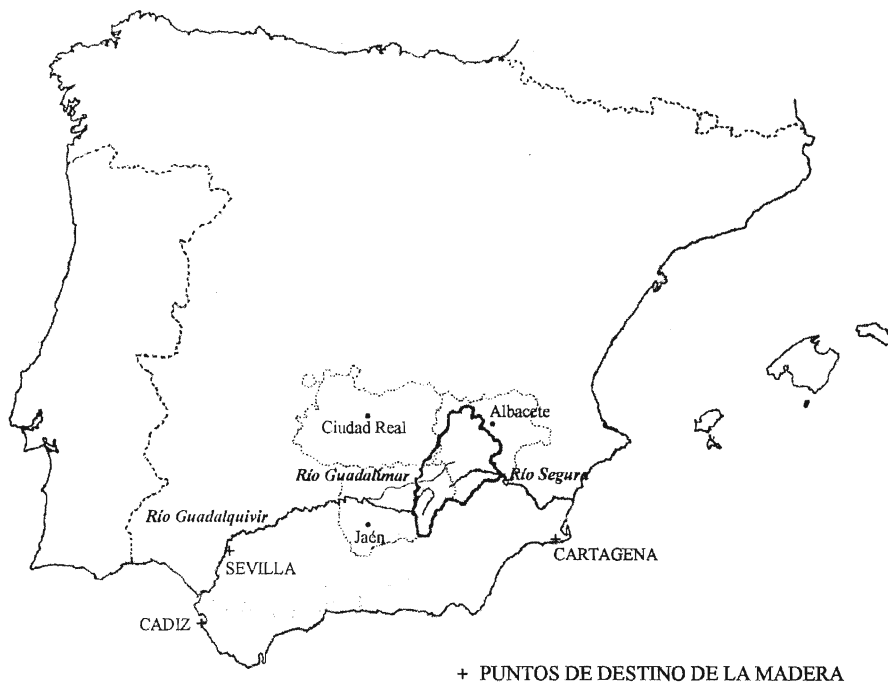 Ciudad Real
Albacete
Río Guadalimar
Río Segura
Río Guadalquivir
Jaén
SEVILLA
CARTAGENA
CADIZ
+ PUNTOS DE DESTINO DE LA MADERA